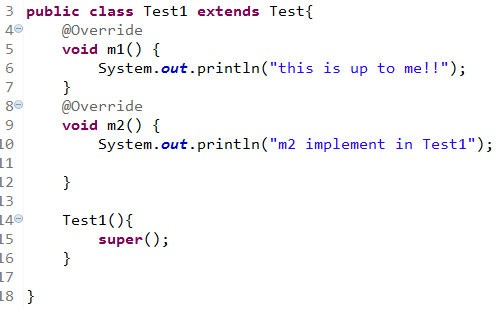 3 public class Test1 extends Test{
4 @Override
5 void m1() {
6 System.out.println("this is up to me!!");
7 }
8 @Override
9 void m2() {
10 System.out.println("m2 implement in Test1");
11
12 }
13
14 Test1(){
15 super();
16 }
17
18 }